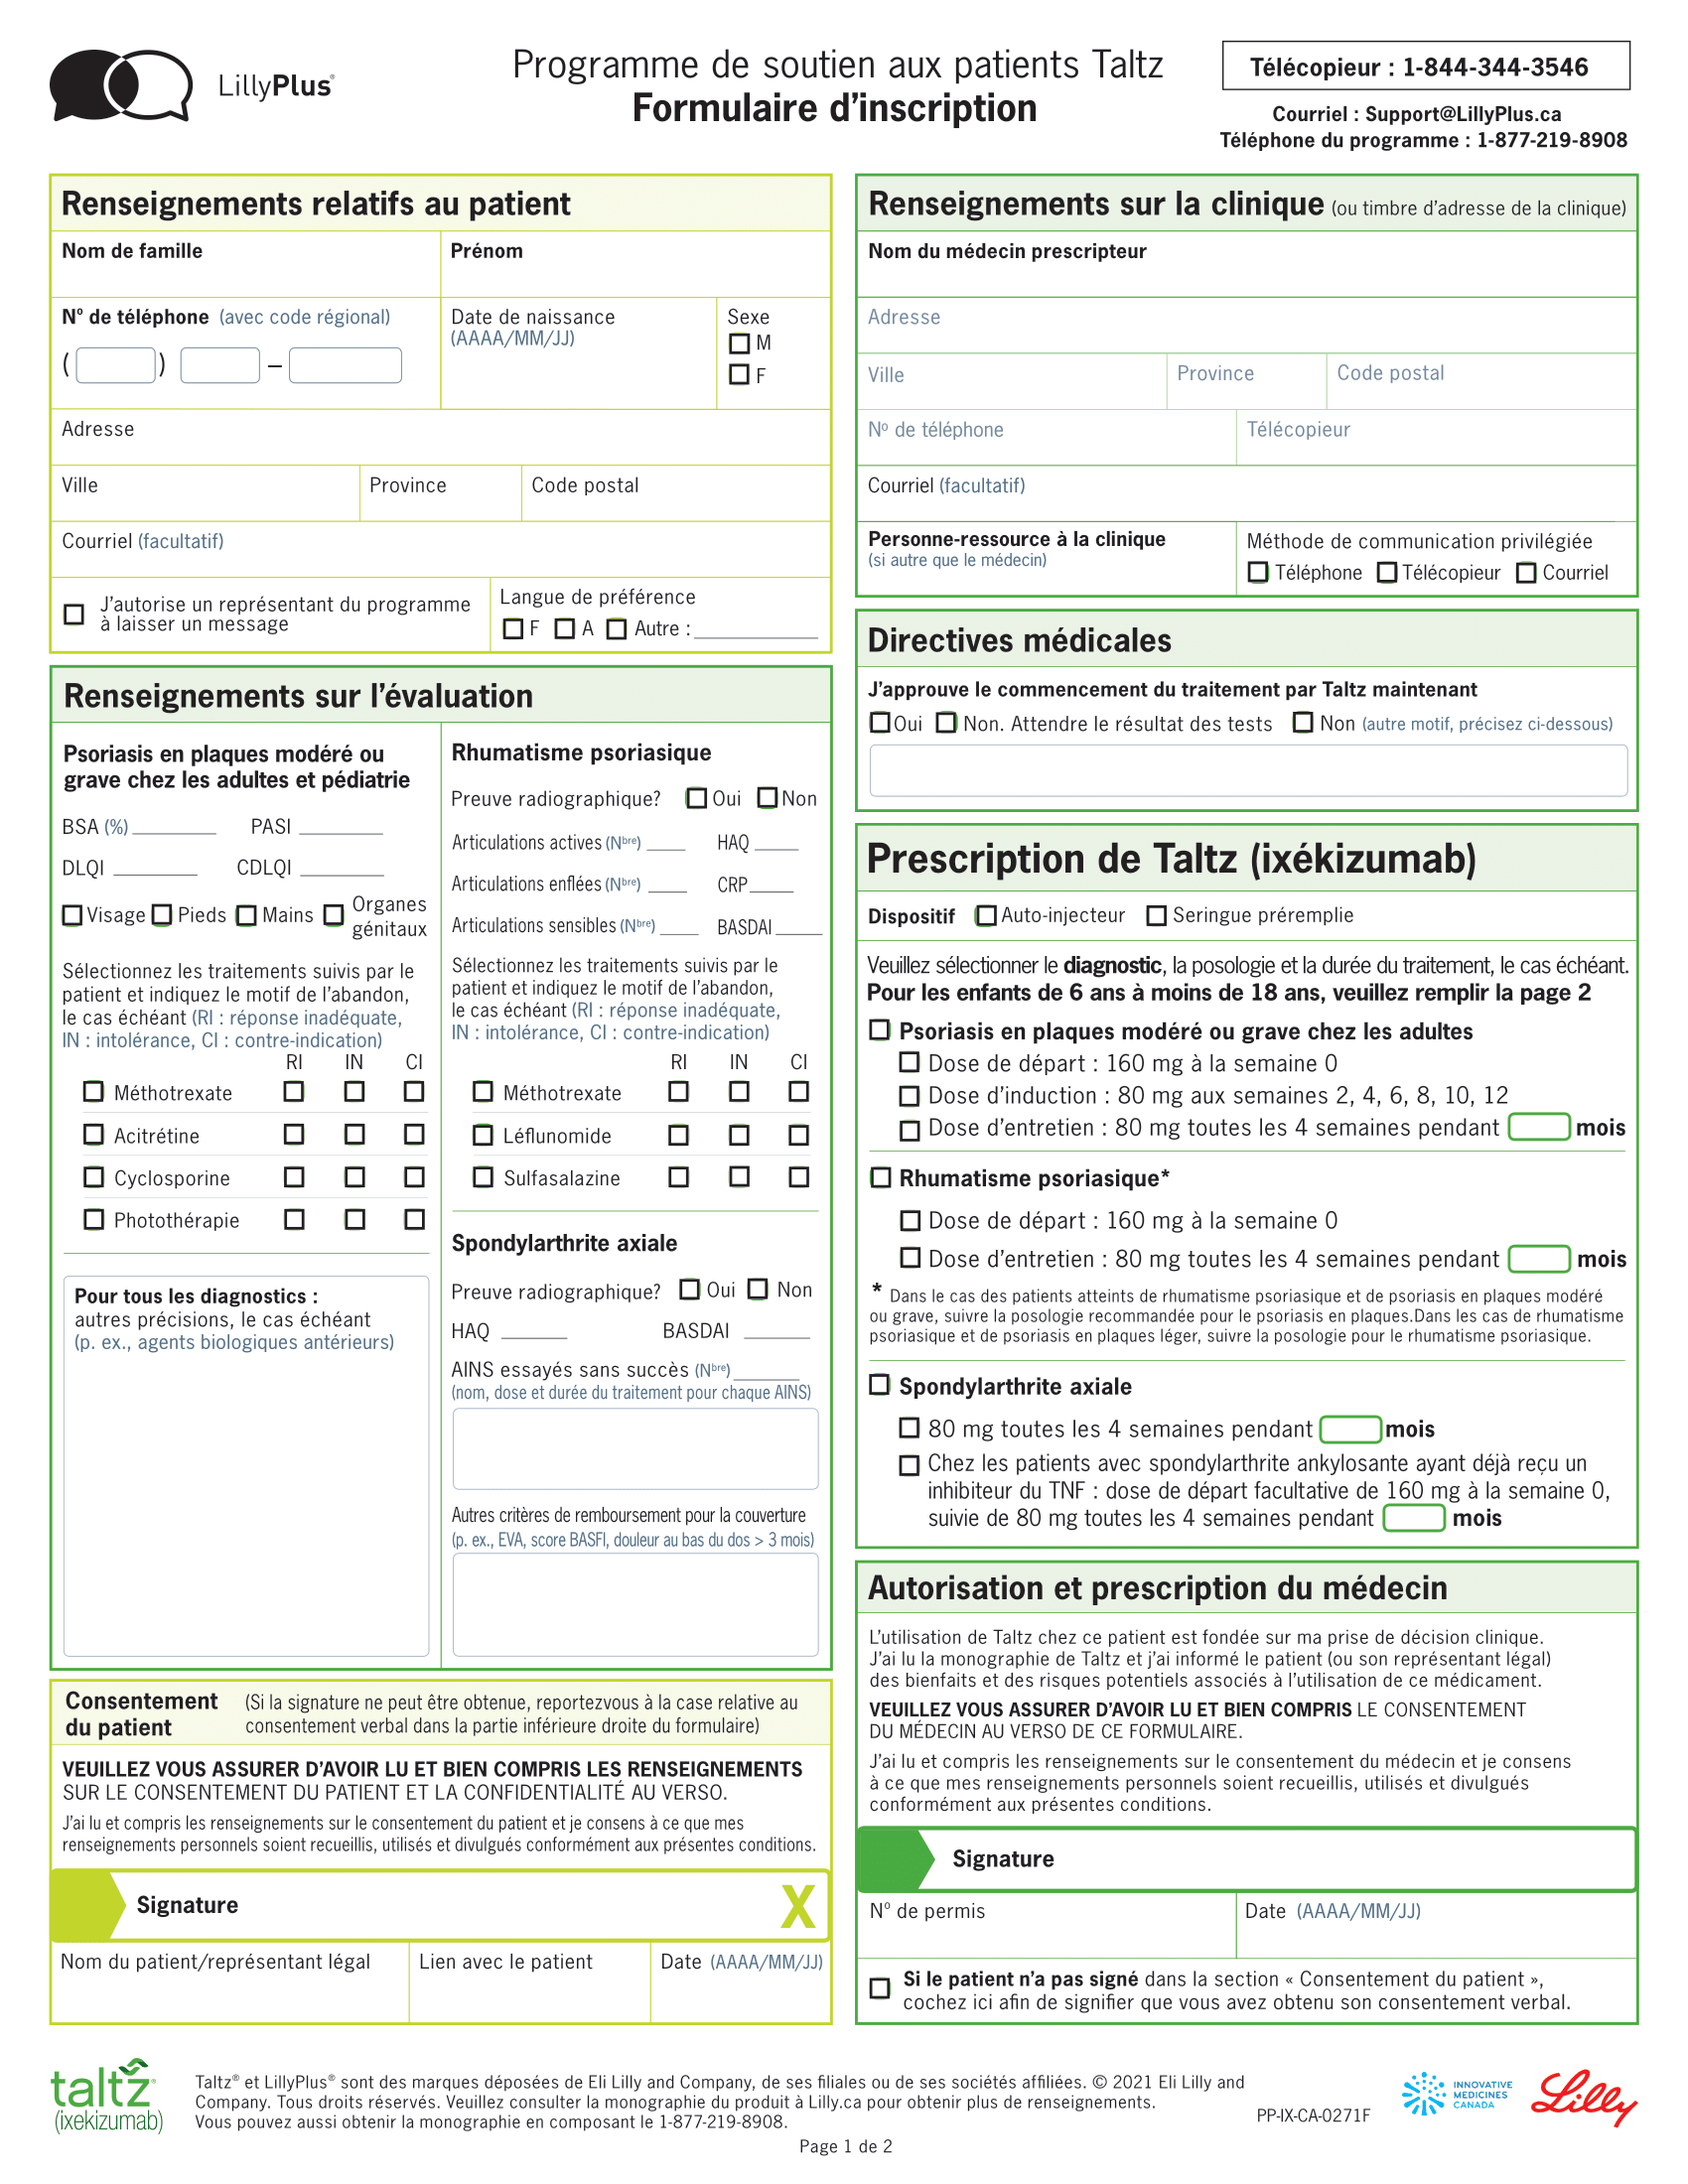 LillyPlus®
Programme de soutien aux patients Taltz
Formulaire d’inscription
Télécopieur : 1-844-344-3546
Courriel : Support@LillyPlus.ca
Téléphone du programme : 1-877-219-8908
Renseignements relatifs au patient
Nom de famille
Prénom
Nº de téléphone (avec code régional)
( ) –
Date de naissance
(AAAA/MM/JJ)
Sexe
M
F
Adresse
Ville
Province
Code postal
Courriel (facultatif)
J’autorise un représentant du programme
à laisser un message
Langue de préférence
F A Autre :
Renseignements sur l’évaluation
Psoriasis en plaques modéré ou
grave chez les adultes et pédiatrie
BSA (%) PASI
DLQI CDLQI
Visage Pieds Mains Organes
génitaux
Sélectionnez les traitements suivis par le
patient et indiquez le motif de l’abandon,
le cas échéant (RI : réponse inadéquate,
IN : intolérance, CI : contre-indication)
RI IN CI
Méthotrexate
Acitrétine
Cyclosporine
Photothérapie
Pour tous les diagnostics :
autres précisions, le cas échéant
(p. ex., agents biologiques antérieurs)
Rhumatisme psoriasique
Preuve radiographique? Oui Non
Articulations actives (Nbre) HAQ
Articulations enflées (Nbre) CRP
Articulations sensibles (Nbre) BASDAI
Sélectionnez les traitements suivis par le
patient et indiquez le motif de l’abandon,
le cas échéant (RI : réponse inadéquate,
IN : intolérance, CI : contre-indication)
RI IN CI
Méthotrexate
Léflunomide
Sulfasalazine
Spondylarthrite axiale
Preuve radiographique? Oui Non
HAQ BASDAI
AINS essayés sans succès (Nbre)
(nom, dose et durée du traitement pour chaque AINS)
Autres critères de remboursement pour la couverture
(p. ex., EVA, score BASFI, douleur au bas du dos > 3 mois)
Consentement
du patient
(Si la signature ne peut être obtenue, reportezvous à la case relative au
consentement verbal dans la partie inférieure droite du formulaire)
VEUILLEZ VOUS ASSURER D’AVOIR LU ET BIEN COMPRIS LES RENSEIGNEMENTS
SUR LE CONSENTEMENT DU PATIENT ET LA CONFIDENTIALITÉ AU VERSO.
J’ai lu et compris les renseignements sur le consentement du patient et je consens à ce que mes
renseignements personnels soient recueillis, utilisés et divulgués conformément aux présentes conditions.
Signature X
Nom du patient/représentant légal
Lien avec le patient
Date (AAAA/MM/JJ)
Renseignements sur la clinique (ou timbre d’adresse de la clinique)
Nom du médecin prescripteur
Adresse
Ville
Province
Code postal
Nº de téléphone
Télécopieur
Courriel (facultatif)
Personne-ressource à la clinique
(si autre que le médecin)
Méthode de communication privilégiée
Téléphone Télécopieur Courriel
Directives médicales
J’approuve le commencement du traitement par Taltz maintenant
Oui Non. Attendre le résultat des tests Non (autre motif, précisez ci-dessous)
Prescription de Taltz (ixékizumab)
Dispositif Auto-injecteur Seringue préremplie
Veuillez sélectionner le diagnostic, la posologie et la durée du traitement, le cas échéant.
Pour les enfants de 6 ans à moins de 18 ans, veuillez remplir la page 2
Psoriasis en plaques modéré ou grave chez les adultes
Dose de départ : 160 mg à la semaine 0
Dose d’induction : 80 mg aux semaines 2, 4, 6, 8, 10, 12
Dose d’entretien : 80 mg toutes les 4 semaines pendant mois
Rhumatisme psoriasique*
Dose de départ : 160 mg à la semaine 0
Dose d’entretien : 80 mg toutes les 4 semaines pendant mois
* Dans le cas des patients atteints de rhumatisme psoriasique et de psoriasis en plaques modéré
ou grave, suivre la posologie recommandée pour le psoriasis en plaques.Dans les cas de rhumatisme
psoriasique et de psoriasis en plaques léger, suivre la posologie pour le rhumatisme psoriasique.
Spondylarthrite axiale
80 mg toutes les 4 semaines pendant mois
Chez les patients avec spondylarthrite ankylosante ayant déjà reçu un
inhibiteur du TNF : dose de départ facultative de 160 mg à la semaine 0,
suivie de 80 mg toutes les 4 semaines pendant mois
Autorisation et prescription du médecin
L’utilisation de Taltz chez ce patient est fondée sur ma prise de décision clinique.
J’ai lu la monographie de Taltz et j’ai informé le patient (ou son représentant légal)
des bienfaits et des risques potentiels associés à l’utilisation de ce médicament.
VEUILLEZ VOUS ASSURER D’AVOIR LU ET BIEN COMPRIS LE CONSENTEMENT
DU MÉDECIN AU VERSO DE CE FORMULAIRE.
J’ai lu et compris les renseignements sur le consentement du médecin et je consens
à ce que mes renseignements personnels soient recueillis, utilisés et divulgués
conformément aux présentes conditions.
Signature
Nº de permis
Date (AAAA/MM/JJ)
Si le patient n’a pas signé dans la section « Consentement du patient »,
cochez ici afin de signifier que vous avez obtenu son consentement verbal.
taltz®
(ixekizumab)
Taltz® et LillyPlus® sont des marques déposées de Eli Lilly and Company, de ses filiales ou de ses sociétés affiliées. © 2021 Eli Lilly and
Company. Tous droits réservés. Veuillez consulter la monographie du produit à Lilly.ca pour obtenir plus de renseignements.
Vous pouvez aussi obtenir la monographie en composant le 1-877-219-8908.
PP-IX-CA-0271F
INNOVATIVE
MEDICINES
CANADA
Lilly
Page 1 de 2